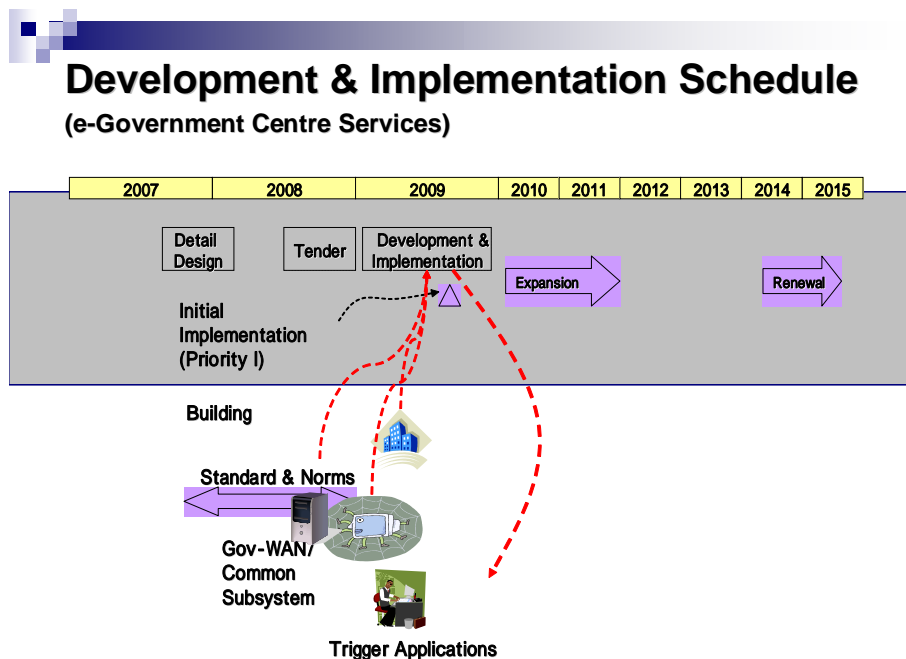 Development & Implementation Schedule
(e-Government Centre Services)
2007 2008 2009 2010 2011 2012 2013 2014 2015
Detail
Design
Tender
Development &
Implementation
Expansion
Renewal
Initial
Implementation
(Priority I)
Building
Standard & Norms
Gov-WAN/
Common
Subsystem
Trigger Applications